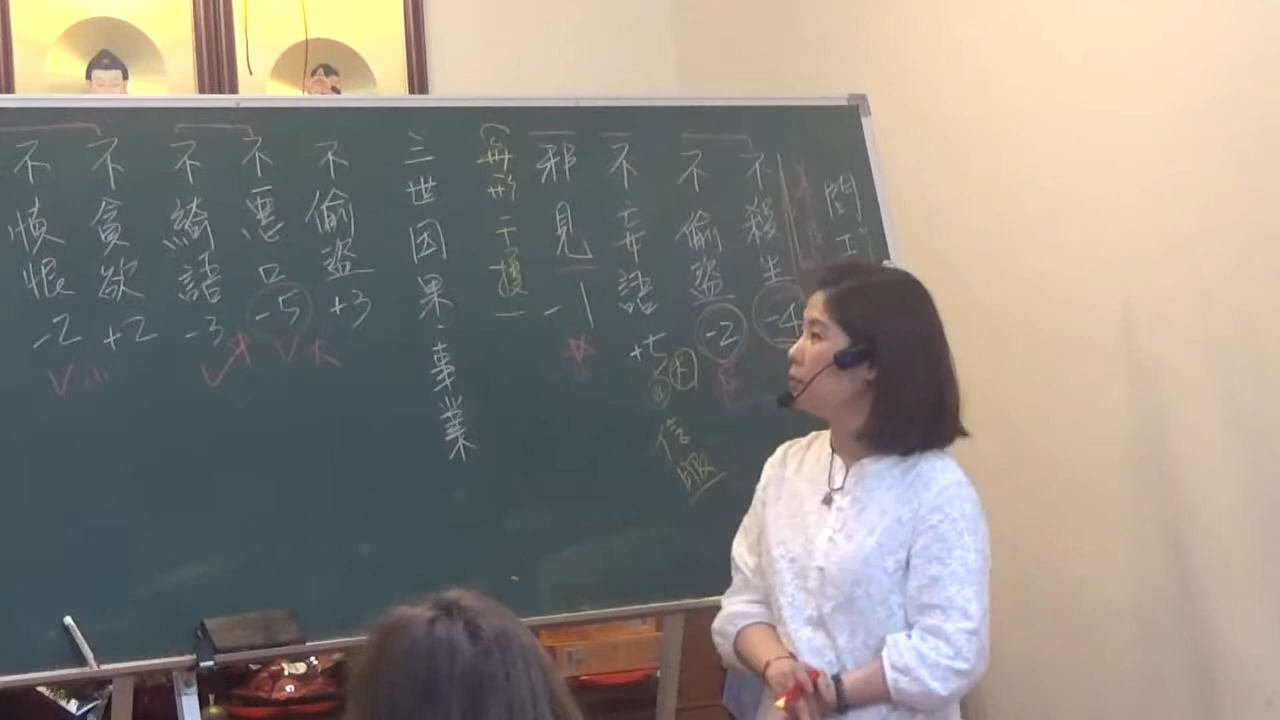 不殺生 -4
不偷盜 -2
不妄語 +5
信服
邪見 -1
無形干擾
三世因果·事業
不偷盜 +3
不惡口 -5
不綺語 -3
不貪欲 +2
不憤恨 -2